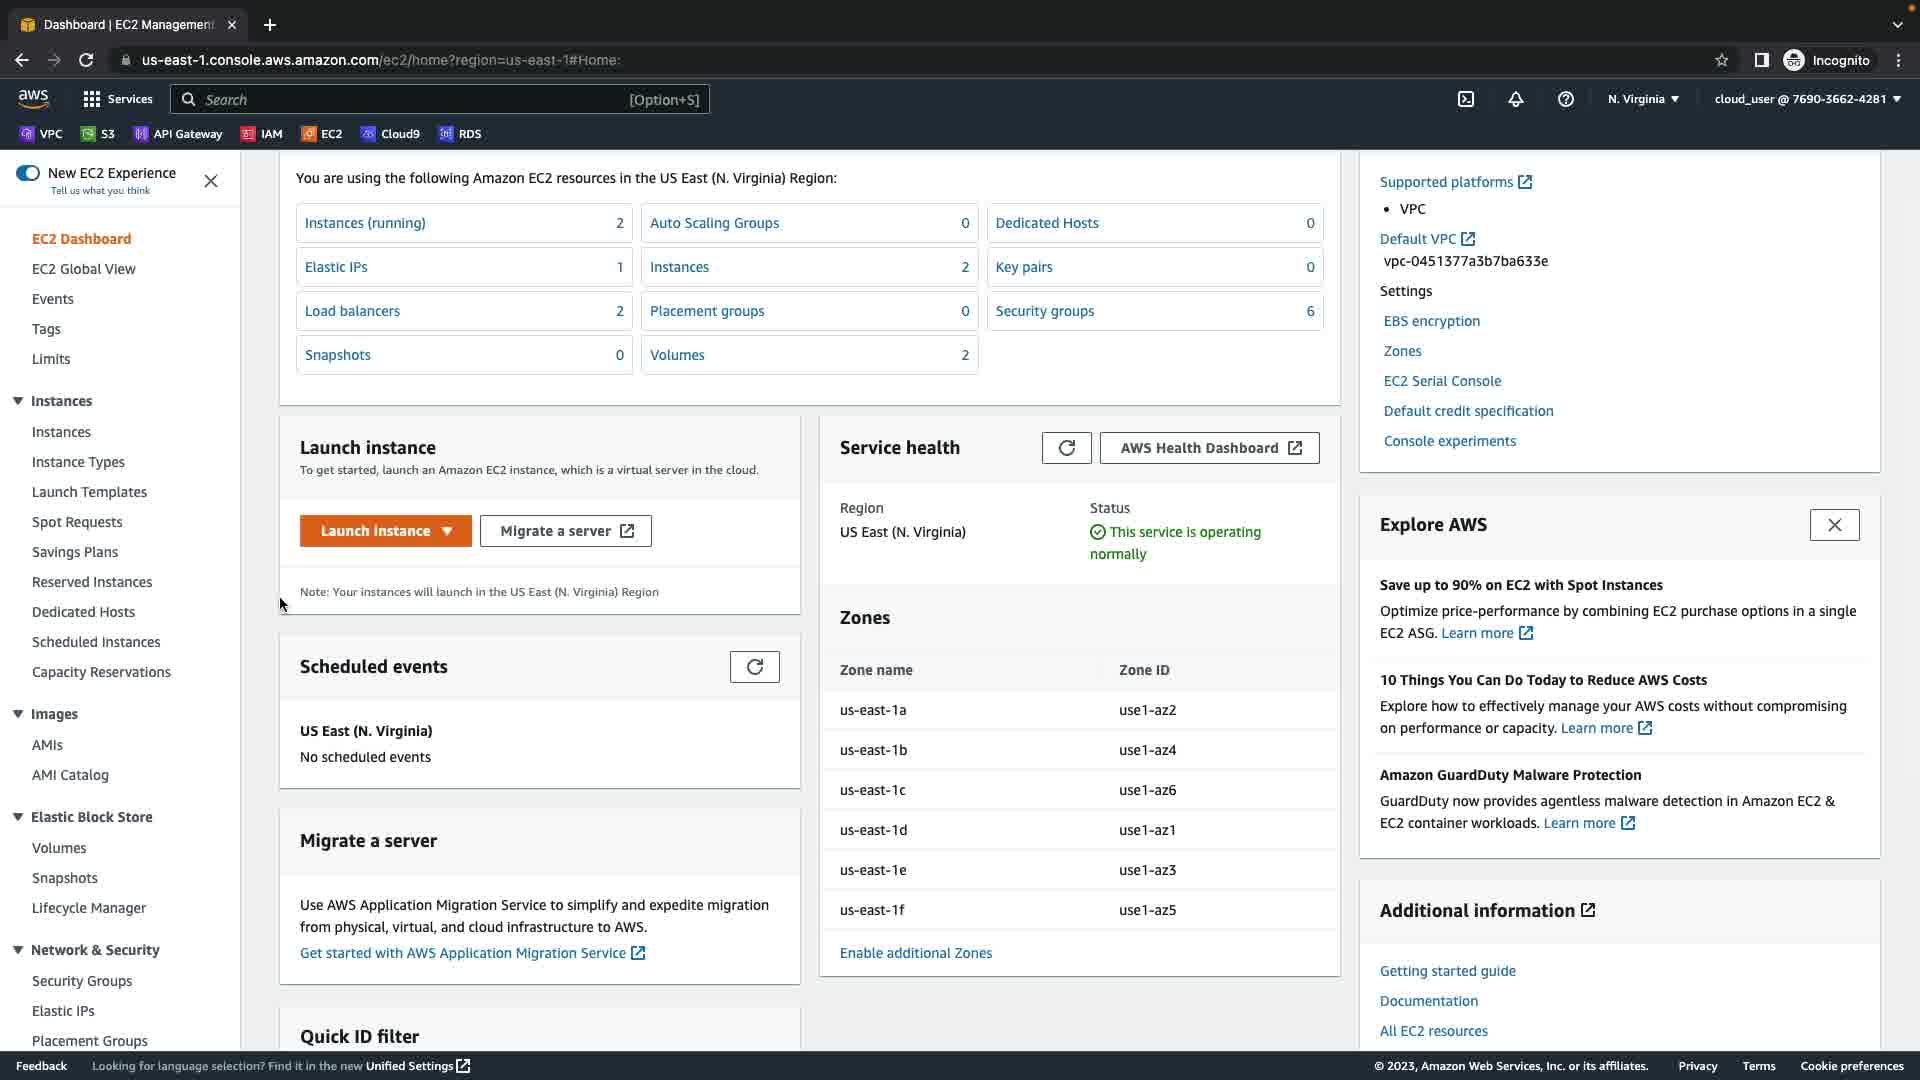 Dashboard | EC2 Management
us-east-1.console.aws.amazon.com/ec2/home?region=us-east-1#Home:
Incognito
aws
Services
Search
[Option+S]
N. Virginia
cloud_user @ 7690-3662-4281
VPC
S3
API Gateway
IAM
EC2
Cloud9
RDS
New EC2 Experience
Tell us what you think
EC2 Dashboard
EC2 Global View
Events
Tags
Limits
Instances
Instances
Instance Types
Launch Templates
Spot Requests
Savings Plans
Reserved Instances
Dedicated Hosts
Scheduled Instances
Capacity Reservations
Images
AMIs
AMI Catalog
Elastic Block Store
Volumes
Snapshots
Lifecycle Manager
Network & Security
Security Groups
Elastic IPs
Placement Groups
You are using the following Amazon EC2 resources in the US East (N. Virginia) Region:
Instances (running) 2
Auto Scaling Groups 0
Dedicated Hosts 0
Elastic IPs 1
Instances 2
Key pairs 0
Load balancers 2
Placement groups 0
Security groups 6
Snapshots 0
Volumes 2
Launch instance
To get started, launch an Amazon EC2 instance, which is a virtual server in the cloud.
Launch instance
Migrate a server
Note: Your instances will launch in the US East (N. Virginia) Region
Scheduled events
US East (N. Virginia)
No scheduled events
Migrate a server
Use AWS Application Migration Service to simplify and expedite migration
from physical, virtual, and cloud infrastructure to AWS.
Get started with AWS Application Migration Service
Quick ID filter
Service health
AWS Health Dashboard
Region
Status
US East (N. Virginia)
This service is operating
normally
Zones
Zone name Zone ID
us-east-1a use1-az2
us-east-1b use1-az4
us-east-1c use1-az6
us-east-1d use1-az1
us-east-1e use1-az3
us-east-1f use1-az5
Enable additional Zones
Supported platforms
• VPC
Default VPC
vpc-0451377a3b7ba633e
Settings
EBS encryption
Zones
EC2 Serial Console
Default credit specification
Console experiments
Explore AWS
Save up to 90% on EC2 with Spot Instances
Optimize price-performance by combining EC2 purchase options in a single
EC2 ASG. Learn more
10 Things You Can Do Today to Reduce AWS Costs
Explore how to effectively manage your AWS costs without compromising
on performance or capacity. Learn more
Amazon GuardDuty Malware Protection
GuardDuty now provides agentless malware detection in Amazon EC2 &
EC2 container workloads. Learn more
Additional information
Getting started guide
Documentation
All EC2 resources
Feedback
Looking for language selection? Find it in the new Unified Settings
© 2023, Amazon Web Services, Inc. or its affiliates.
Privacy
Terms
Cookie preferences